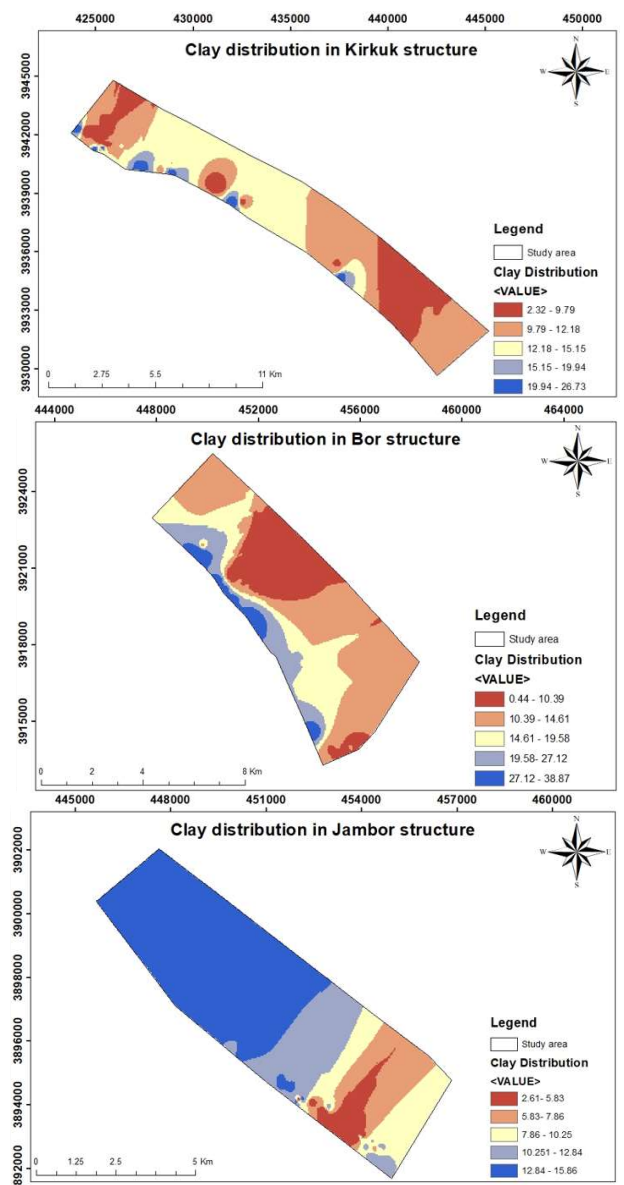 425000 430000 435000 440000 445000 450000
Clay distribution in Kirkuk structure
N
W E
S
3945000
3942000
3939000
3936000
3933000
3930000
Legend
Study area
Clay Distribution
<VALUE>
2.32 - 9.79
9.79 - 12.18
12.18 - 15.15
15.15 - 19.94
19.94 - 26.73
0 2.75 5.5 11 KM
444000 448000 452000 456000 460000 464000
Clay distribution in Bor structure
N
W E
S
3924000
3921000
3918000
3915000
Legend
Study area
Clay Distribution
<VALUE>
0.44 - 10.39
10.39 - 14.61
14.61 - 19.58
19.58- 27.12
27.12 - 38.87
0 2 4 8 Km
445000 448000 451000 454000 457000 460000
Clay distribution in Jambor structure
N
W E
S
3902000
3900000
3898000
3896000
3894000
892000
Legend
Study area
Clay Distribution
<VALUE>
2.61- 5.83
5.83 - 7.86
7.86 - 10.25
10.251 - 12.84
12.84 - 15.86
0 1.25 2.5 5 Km